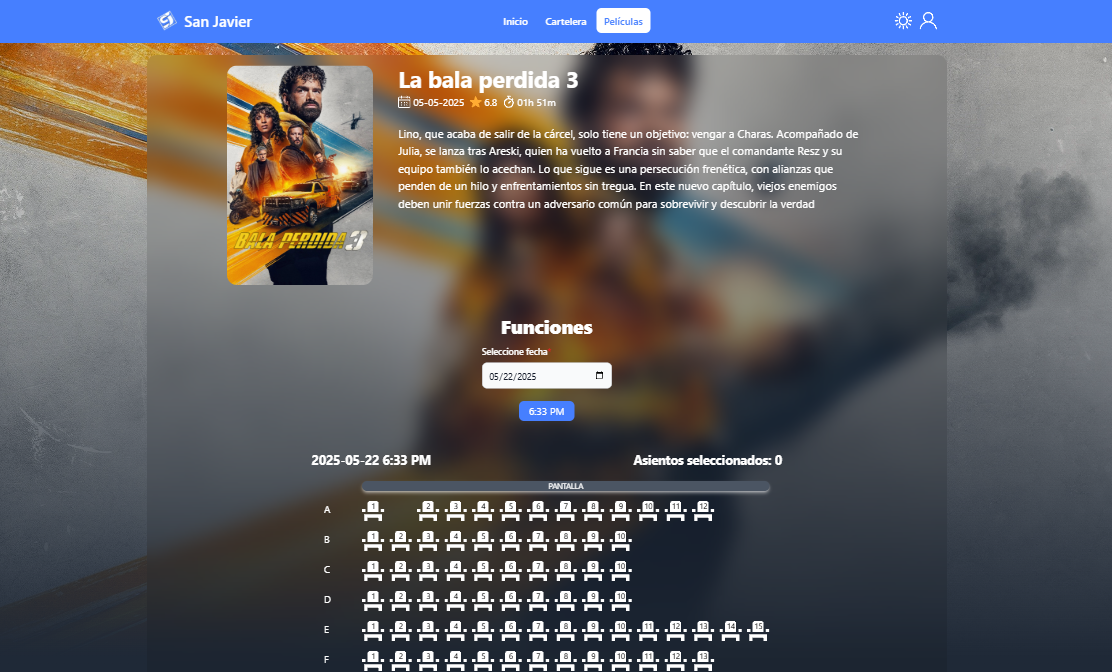 San Javier
Inicio Cartelera Películas
La bala perdida 3
05-05-2025 6.8 01h 51m
Lino, que acaba de salir de la cárcel, solo tiene un objetivo: vengar a Charas. Acompañado de
Julia, se lanza tras Areski, quien ha vuelto a Francia sin saber que el comandante Resz y su
equipo también lo acechan. Lo que sigue es una persecución frenética, con alianzas que
penden de un hilo y enfrentamientos sin tregua. En este nuevo capítulo, viejos enemigos
deben unir fuerzas contra un adversario común para sobrevivir y descubrir la verdad
BALA PERDIDA 3
Funciones
Seleccione fecha
05/22/2025
6:33 PM
2025-05-22 6:33 PM Asientos seleccionados: 0
PANTALLA
A 1 2 3 4 5 6 7 8 9 10 11 12
B 1 2 3 4 5 6 7 8 9 10
C 1 2 3 4 5 6 7 8 9 10
D 1 2 3 4 5 6 7 8 9 10
E 1 2 3 4 5 6 7 8 9 10 11 12 13 14 15
F 1 2 3 4 5 6 7 8 9 10 11 12 13